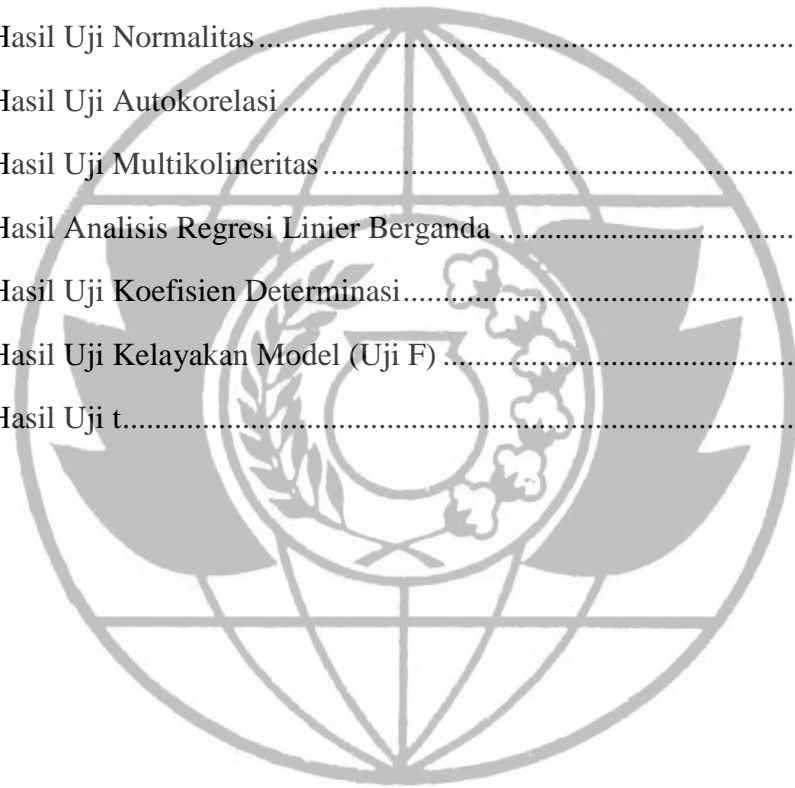 Hasil Uji Normalitas........................................................................
Hasil Uji Autokorelasi.....................................................................
Hasil Uji Multikolineritas................................................................
Hasil Analisis Regresi Linier Berganda ........................................
Hasil Uji Koefisien Determinasi.....................................................
Hasil Uji Kelayakan Model (Uji F) ...............................................
Hasil Uji t.........................................................................................